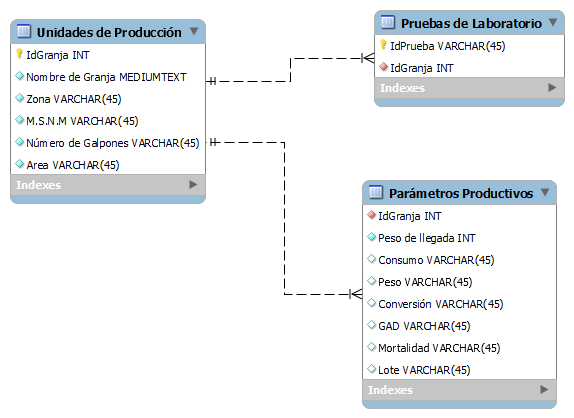 Unidades de Producción
IdGranja INT
Nombre de Granja MEDIUMTEXT
Zona VARCHAR(45)
M.S.N.M VARCHAR(45)
Número de Galpones VARCHAR(45)
Area VARCHAR(45)
Indexes
Pruebas de Laboratorio
IdPrueba VARCHAR(45)
IdGranja INT
Indexes
Parámetros Productivos
IdGranja INT
Peso de llegada INT
Consumo VARCHAR(45)
Peso VARCHAR(45)
Conversión VARCHAR(45)
GAD VARCHAR(45)
Mortalidad VARCHAR(45)
Lote VARCHAR(45)
Indexes